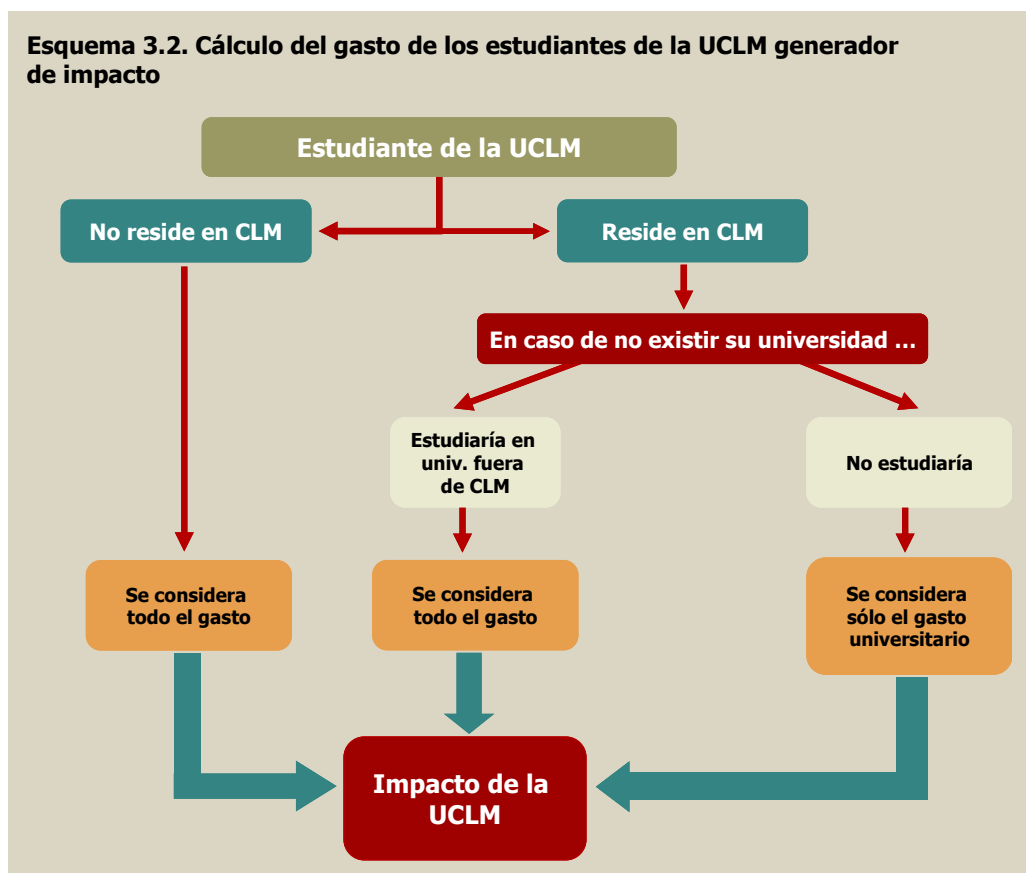 Esquema 3.2. Cálculo del gasto de los estudiantes de la UCLM generador
de impacto
Estudiante de la UCLM
No reside en CLM
Reside en CLM
En caso de no existir su universidad ...
Estudiaría en
univ. fuera
de CLM
No estudiaría
Se considera
todo el gasto
Se considera
todo el gasto
Se considera
sólo el gasto
universitario
Impacto de la
UCLM